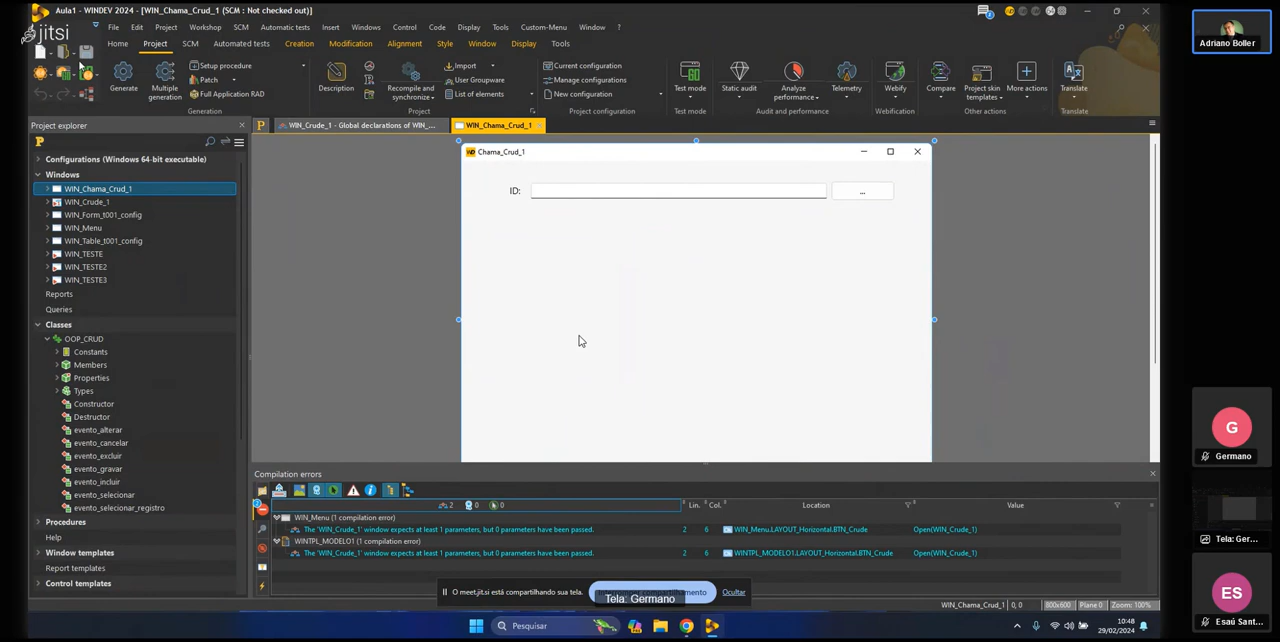 Aula1 - WINDEV 2024 - [WIN_Chama_Crud_1 (SCM : Not checked out)]
jitsi
File Edit Project Workshop SCM Automatic tests Insert Windows Control Code Display Tools Custom-Menu Window ?
Home Project SCM Automated tests Creation Modification Alignment Style Window Display Tools
Generate
Multiple generation
Setup procedure
Patch
Full Application RAD
Generation
Description
Recompile and synchronize
Import
User Groupware
List of elements
Project
Current configuration
Manage configurations
New configuration
Project configuration
Test mode
Test mode
Static audit
Analyze performance
Telemetry
Audit and performance
Webify
Webification
Compare
Project skin templates
More actions
Other actions
Translate
Translate
Project explorer
WIN_Crude_1 - Global declarations of WIN_...
WIN_Chama_Crud_1
Configurations (Windows 64-bit executable)
Windows
WIN_Chama_Crud_1
WIN_Crude_1
WIN_Form_t001_config
WIN_Menu
WIN_Table_t001_config
WIN_TESTE
WIN_TESTE2
WIN_TESTE3
Reports
Queries
Classes
OOP_CRUD
Constants
Members
Properties
Types
Constructor
Destructor
evento_alterar
evento_cancelar
evento_excluir
evento_gravar
evento_incluir
evento_selecionar
evento_selecionar_registro
Procedures
Help
Window templates
Report templates
Control templates
Chama_Crud_1
ID:
...
Compilation errors
2 0 0 Lin. Col. Location Value
WIN_Menu (1 compilation error)
The 'WIN_Crude_1' window expects at least 1 parameters, but 0 parameters have been passed. 2 6 WIN_Menu.LAYOUT_Horizontal.BTN_Crude Open(WIN_Crude_1)
WINTPL_MODELO1 (1 compilation error)
The 'WIN_Crude_1' window expects at least 1 parameters, but 0 parameters have been passed. 2 6 WINTPL_MODELO1.LAYOUT_Horizontal.BTN_Crude Open(WIN_Crude_1)
O meet.jit.si está compartilhando sua tela.
Ocultar
Tela: Germano
WIN_Chama_Crud_1 0, 0 800x600 Plane 0 Zoom: 100%
Pesquisar
10:48
29/02/2024
Adriano Boller
G
Germano
Tela: Ger...
ES
Esaú Sant...